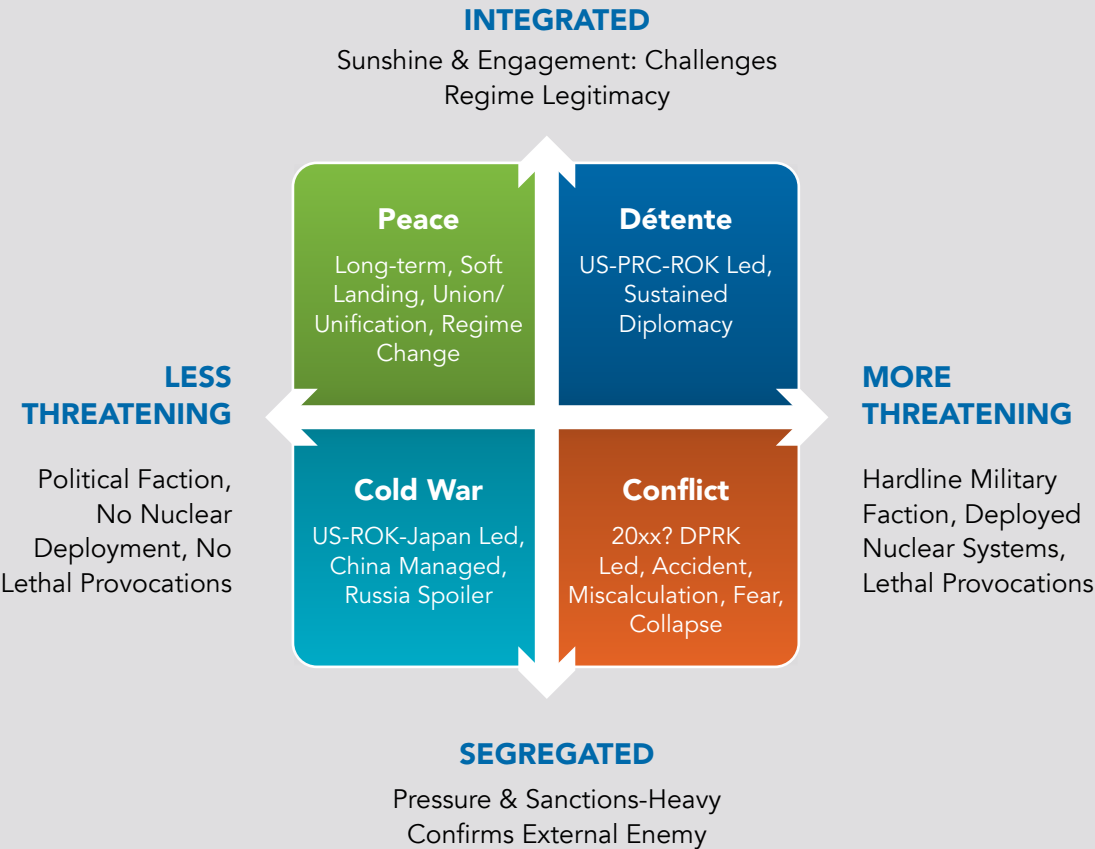 INTEGRATED
Sunshine & Engagement: Challenges
Regime Legitimacy
Peace
Long-term, Soft
Landing, Union/
Unification, Regime
Change
Détente
US-PRC-ROK Led,
Sustained
Diplomacy
LESS
THREATENING
Political Faction,
No Nuclear
Deployment, No
Lethal Provocations
MORE
THREATENING
Hardline Military
Faction, Deployed
Nuclear Systems,
Lethal Provocations
Cold War
US-ROK-Japan Led,
China Managed,
Russia Spoiler
Conflict
20xx? DPRK
Led, Accident,
Miscalculation, Fear,
Collapse
SEGREGATED
Pressure & Sanctions-Heavy
Confirms External Enemy